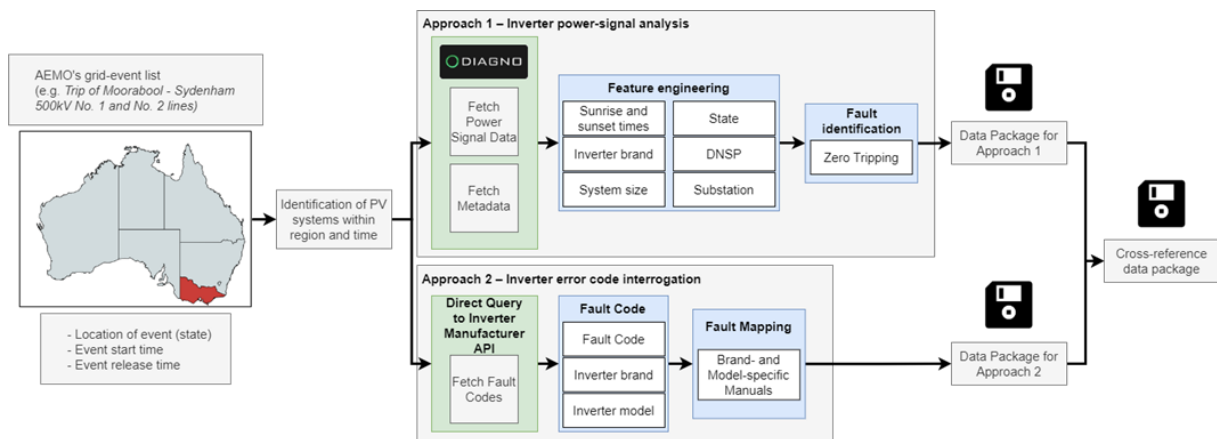 AEMO's grid-event list
(e.g. Trip of Moorabool - Sydenham
500kV No. 1 and No. 2 lines)
- Location of event (state)
- Event start time
- Event release time
Identification of PV
systems within
region and time
Approach 1 – Inverter power-signal analysis
DIAGNO
Fetch
Power
Signal Data
Fetch
Metadata
Feature engineering
Sunrise and
sunset times
State
Inverter brand
DNSP
System size
Substation
Fault
identification
Zero Tripping
Data Package for
Approach 1
Approach 2 – Inverter error code interrogation
Direct Query
to Inverter
Manufacturer
API
Fetch Fault
Codes
Fault Code
Fault Code
Inverter brand
Inverter model
Fault Mapping
Brand- and
Model-specific
Manuals
Data Package for
Approach 2
Cross-reference
data package